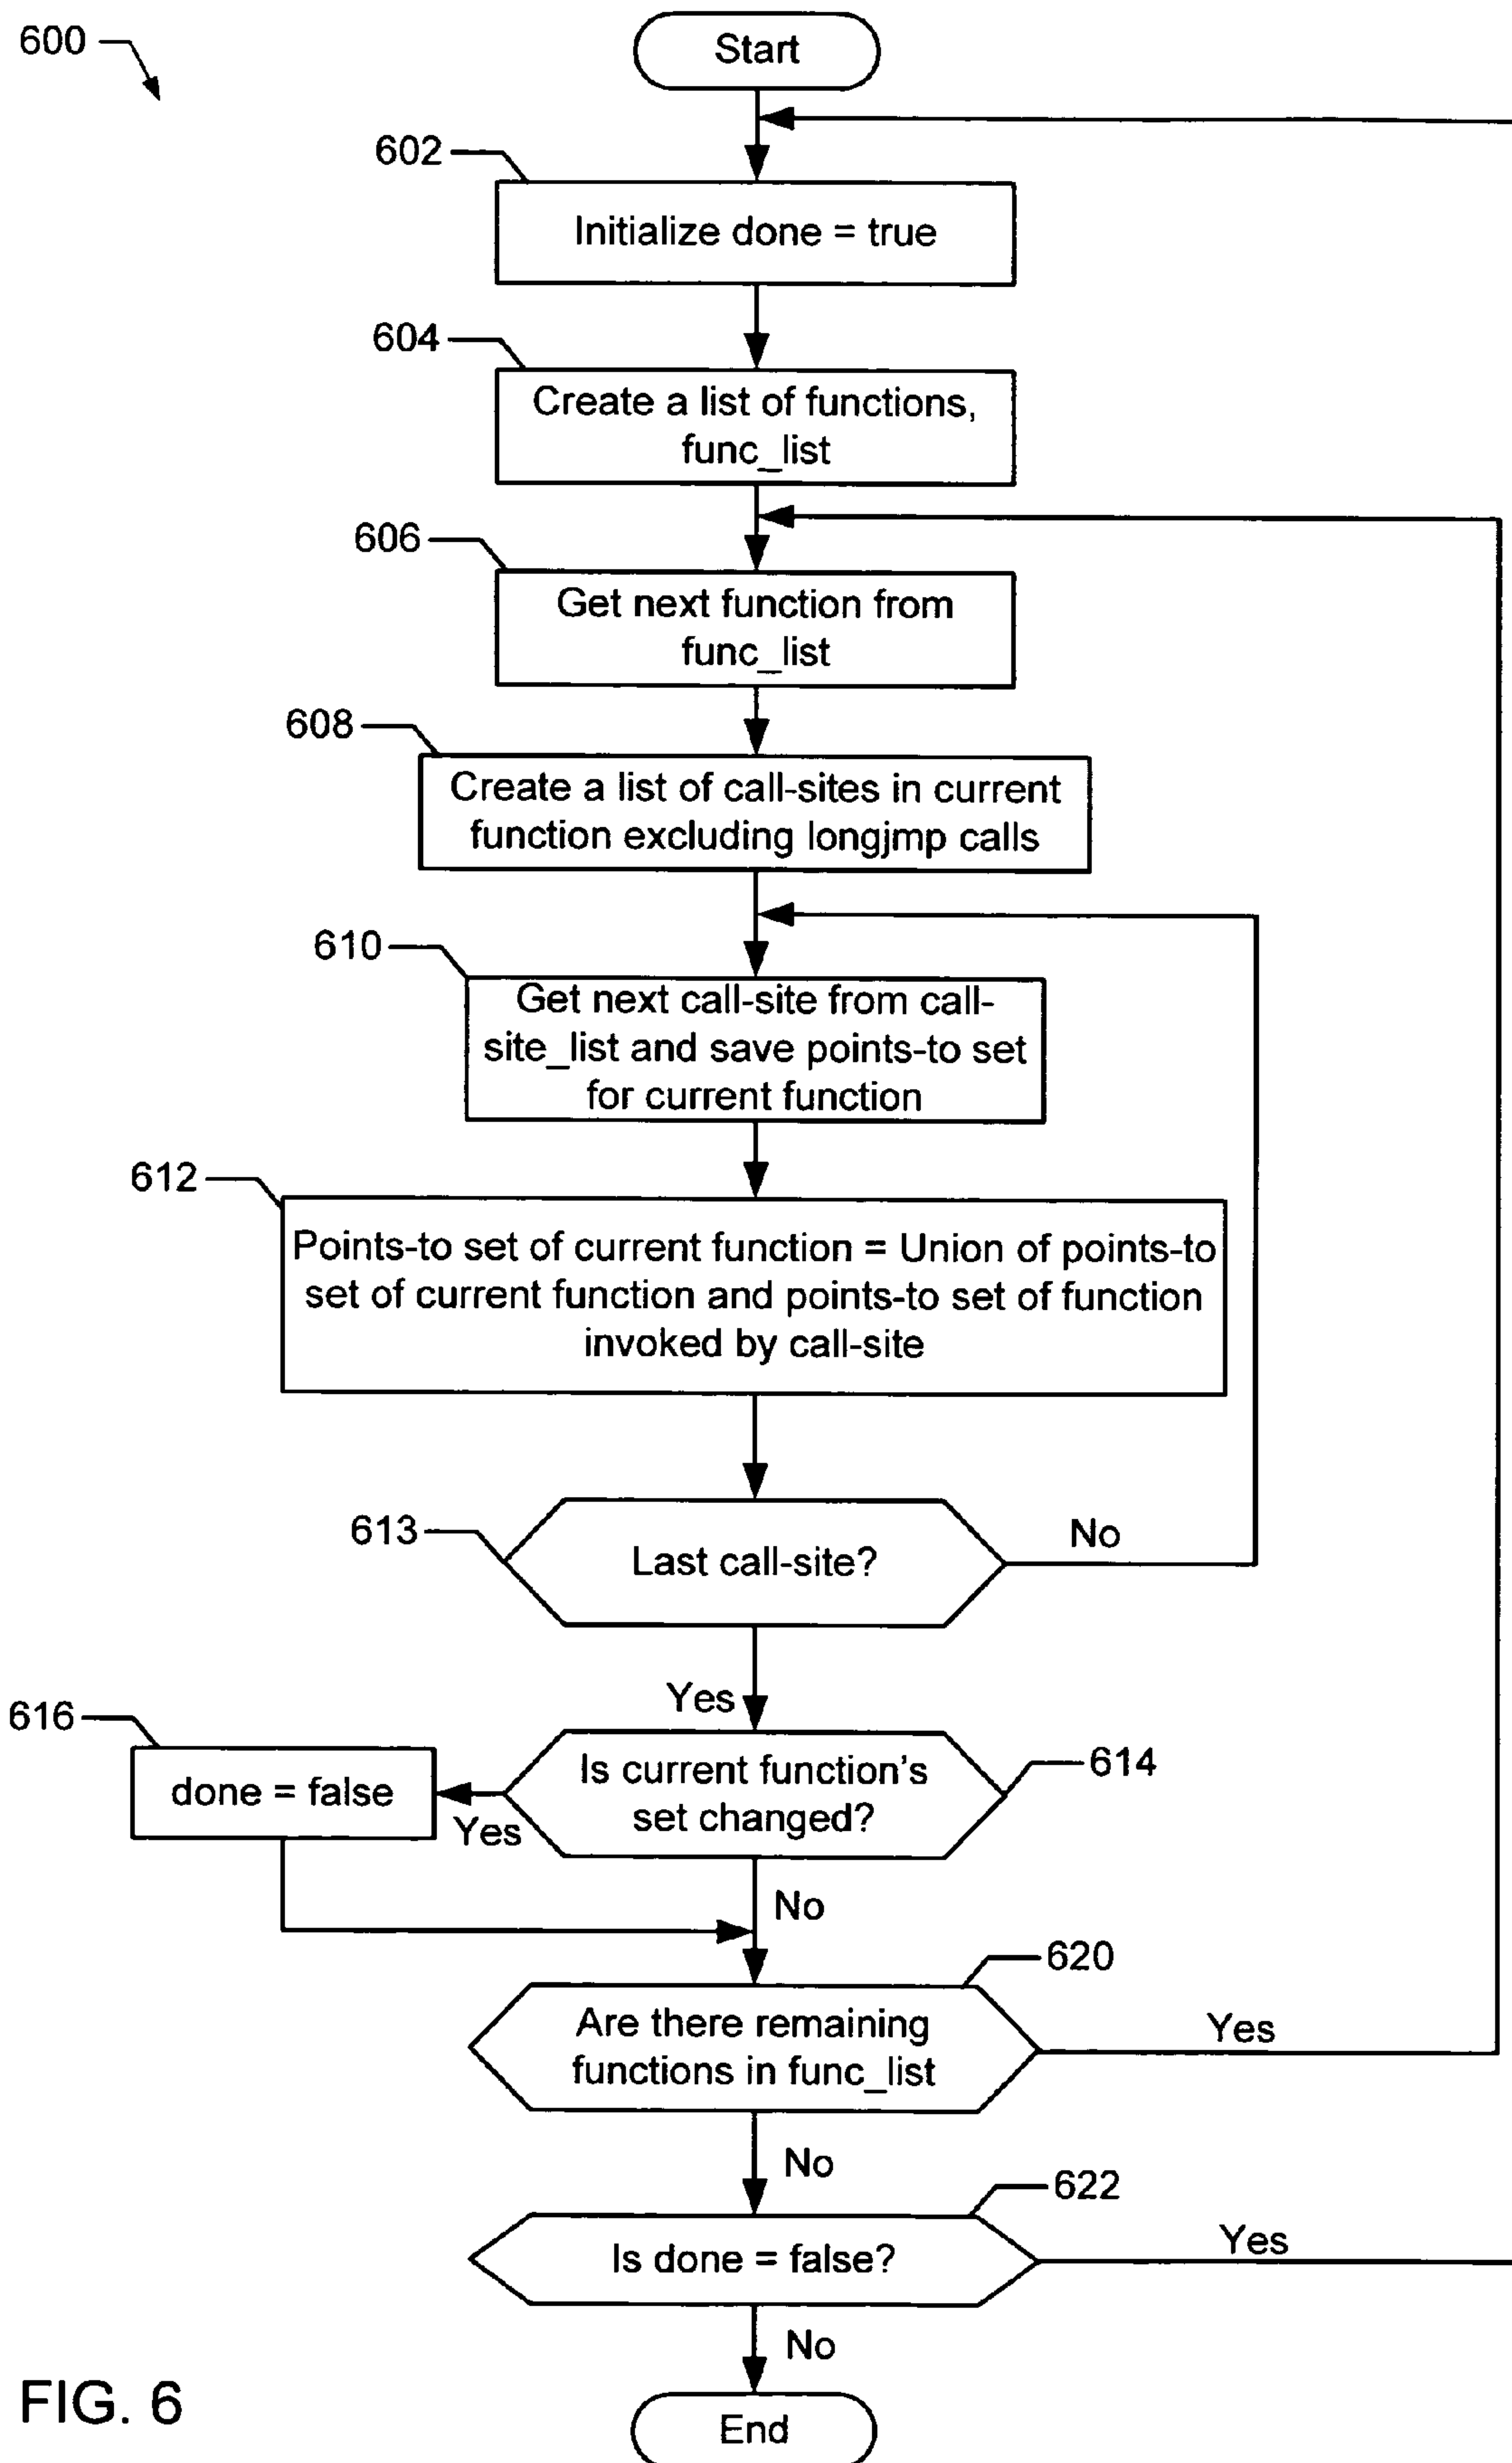 600
Start
602
Initialize done = true
604
Create a list of functions,
func_list
606
Get next function from
func_list
608
Create a list of call-sites in current
function excluding longjmp calls
610
Get next call-site from call-
site_list and save points-to set
for current function
612
Points-to set of current function = Union of points-to
set of current function and points-to set of function
invoked by call-site
613
Last call-site?
No
Yes
616
done = false
Yes
Is current function's
set changed?
614
No
620
Are there remaining
functions in func_list
Yes
No
622
Is done = false?
Yes
No
FIG. 6
End